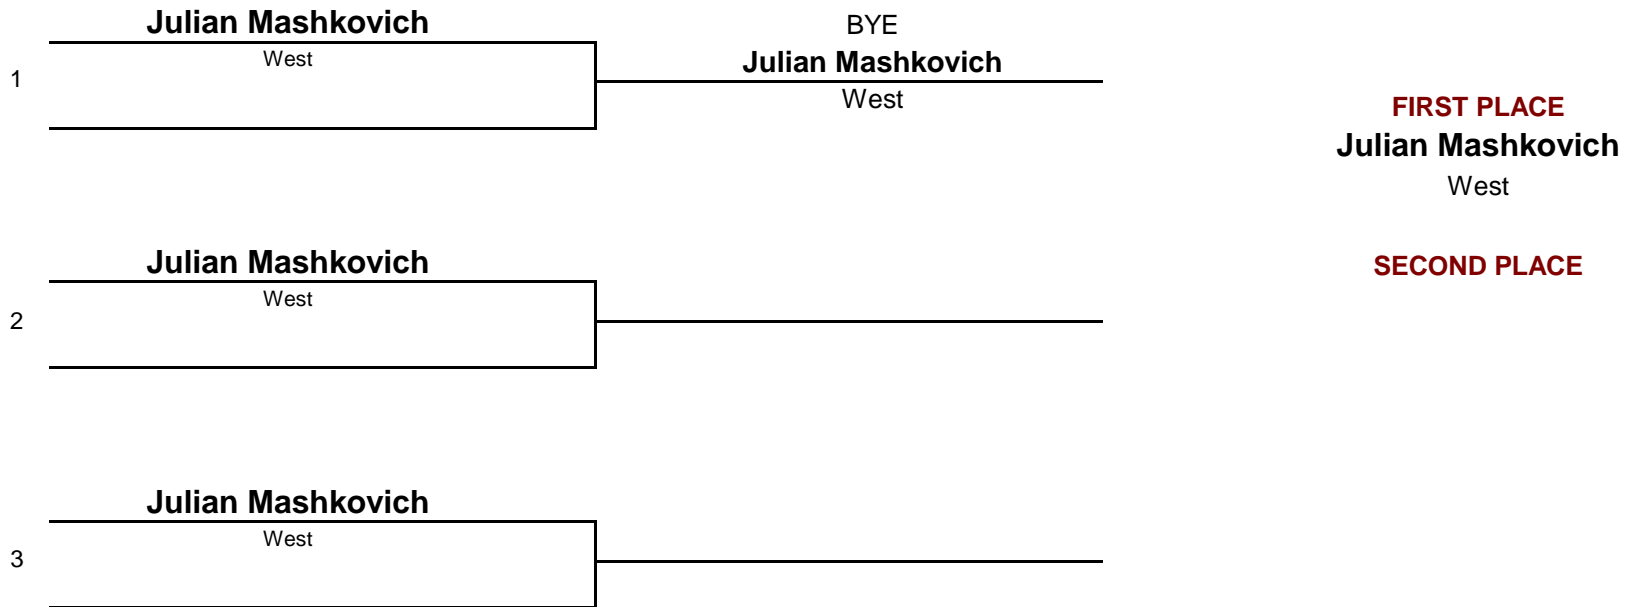 Julian Mashkovich
BYE
West
Julian Mashkovich
1
West
FIRST PLACE
Julian Mashkovich
West
Julian Mashkovich
SECOND PLACE
West
2
Julian Mashkovich
West
3